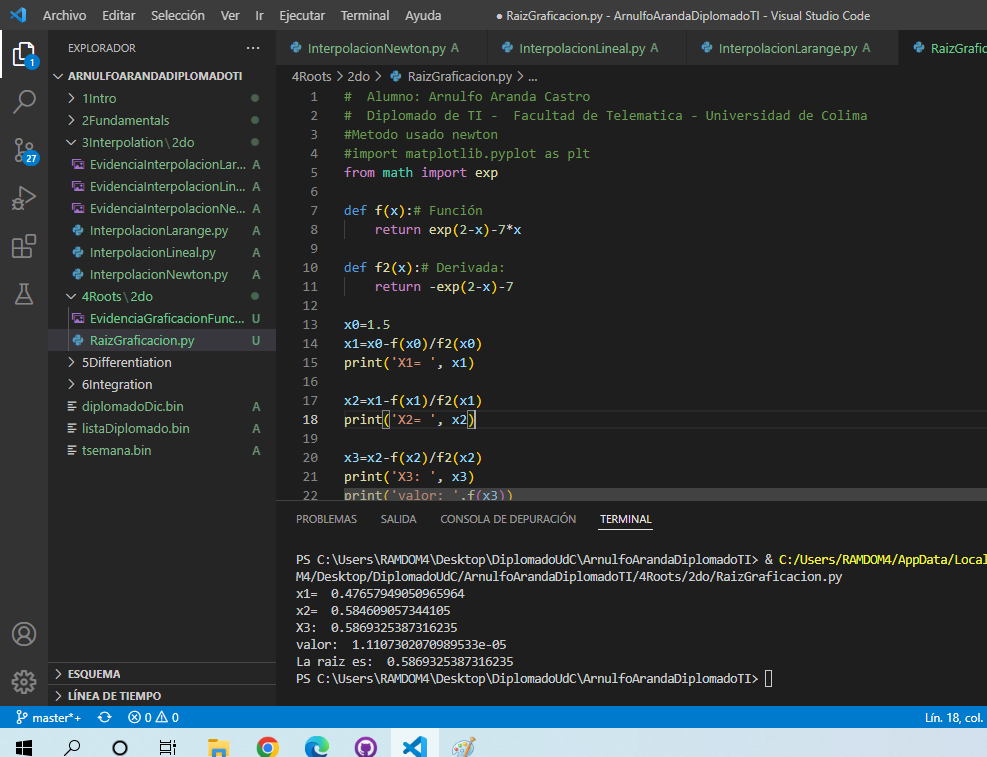 Archivo Editar Selección Ver Ir Ejecutar Terminal Ayuda ● RaizGraficacion.py - ArnulfoArandaDiplomadoTI - Visual Studio Code
EXPLORADOR ...
ARNULFOARANDADIPLOMADOTI
1Intro
2Fundamentals
3Interpolation\2do
EvidenciaInterpolacionLar... A
EvidenciaInterpolacionLin... A
EvidenciaInterpolacionNe... A
InterpolacionLarange.py A
InterpolacionLineal.py A
InterpolacionNewton.py A
4Roots\2do
EvidenciaGraficacionFunc... U
RaizGraficacion.py U
5Differentiation
6Integration
diplomadoDic.bin A
listaDiplomado.bin A
tsemana.bin A
ESQUEMA
LÍNEA DE TIEMPO
1
27
InterpolacionNewton.py A InterpolacionLineal.py A InterpolacionLarange.py A RaizGrafic
4Roots > 2do > RaizGraficacion.py > ...
1 # Alumno: Arnulfo Aranda Castro
2 # Diplomado de TI - Facultad de Telematica - Universidad de Colima
3 #Metodo usado newton
4 #import matplotlib.pyplot as plt
5 from math import exp
6
7 def f(x):# Función
8 return exp(2-x)-7*x
9
10 def f2(x):# Derivada:
11 return -exp(2-x)-7
12
13 x0=1.5
14 x1=x0-f(x0)/f2(x0)
15 print('X1= ', x1)
16
17 x2=x1-f(x1)/f2(x1)
18 print('X2= ', x2)
19
20 x3=x2-f(x2)/f2(x2)
21 print('X3: ', x3)
22 print('valor: ',f(x3))
PROBLEMAS SALIDA CONSOLA DE DEPURACIÓN TERMINAL
PS C:\Users\RAMDOM4\Desktop\DiplomadoUdC\ArnulfoArandaDiplomadoTI> & C:/Users/RAMDOM4/AppData/Local
M4/Desktop/DiplomadoUdC/ArnulfoArandaDiplomadoTI/4Roots/2do/RaizGraficacion.py
x1= 0.47657949050965964
x2= 0.584609057344105
X3: 0.5869325387316235
valor: 1.1107302070989533e-05
La raiz es: 0.5869325387316235
PS C:\Users\RAMDOM4\Desktop\DiplomadoUdC\ArnulfoArandaDiplomadoTI>
master*+ 0 0 Lín. 18, col.